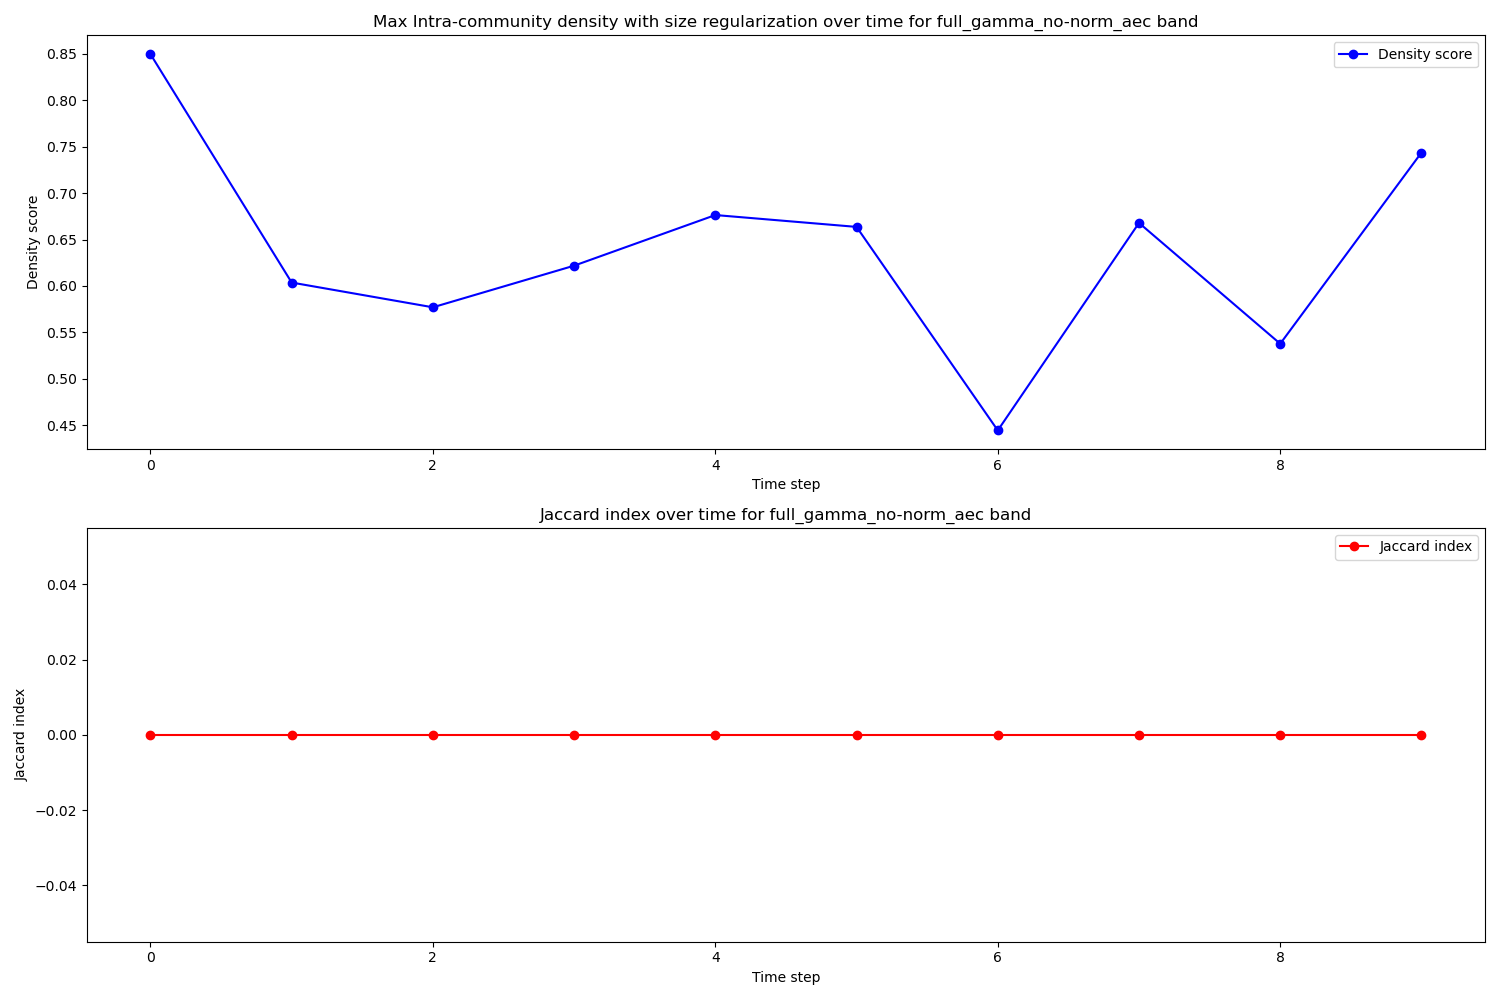 Max Intra-community density with size regularization over time for full_gamma_no-norm_aec band
Density score
0.85
0.80
0.75
0.70
0.65
0.60
0.55
0.50
0.45
Density score
0 2 4 6 8
Time step
Jaccard index over time for full_gamma_no-norm_aec band
Jaccard index
0.04
0.02
0.00
−0.02
−0.04
Jaccard index
0 2 4 6 8
Time step